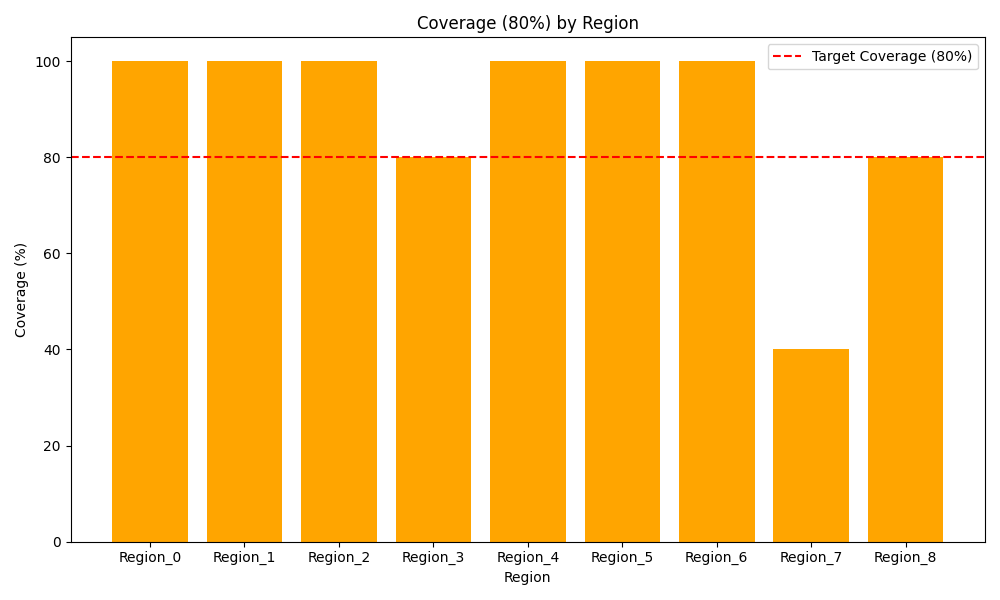 Coverage (80%) by Region
Target Coverage (80%)
Coverage (%)
100
80
60
40
20
0
Region_0 Region_1 Region_2 Region_3 Region_4 Region_5 Region_6 Region_7 Region_8
Region